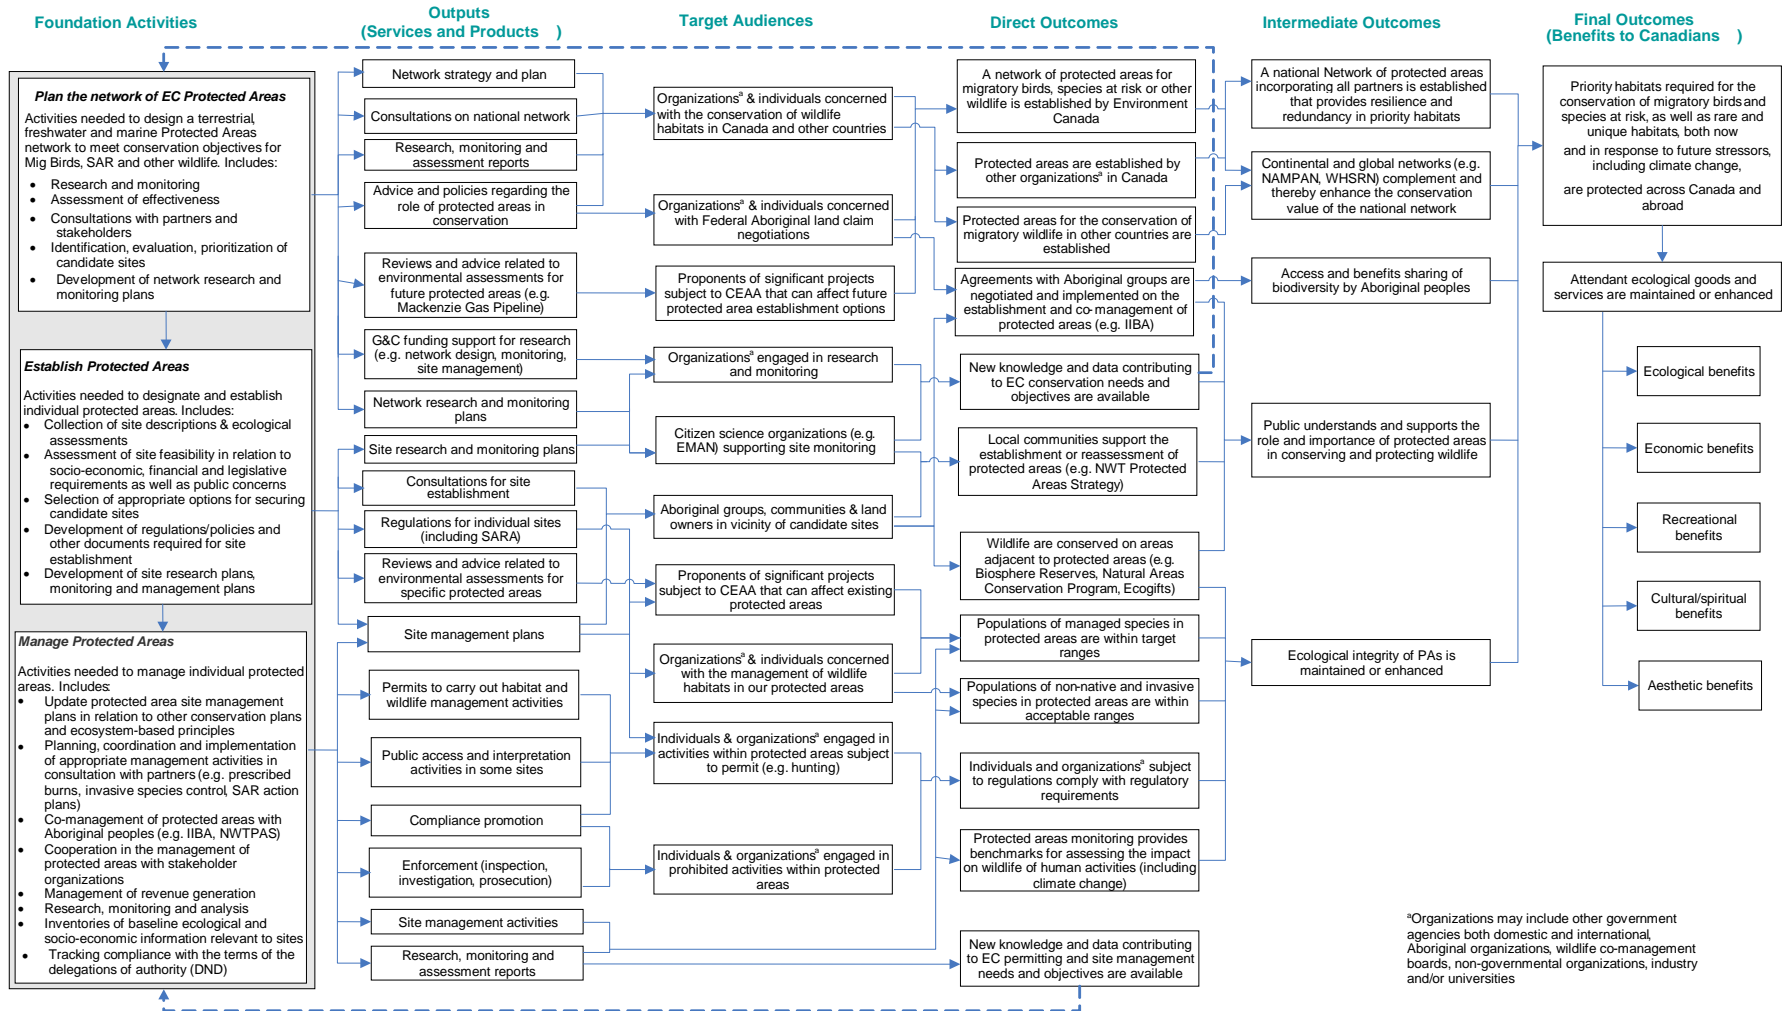 Foundation Activities
Outputs
(Services and Products )
Target Audiences
Direct Outcomes
Intermediate Outcomes
Final Outcomes
(Benefits to Canadians )
Plan the network of EC Protected Areas
Activities needed to design a terrestrial,
freshwater and marine Protected Areas
network to meet conservation objectives for
Mig Birds, SAR and other wildlife. Includes:
• Research and monitoring
• Assessment of effectiveness
• Consultations with partners and
stakeholders
• Identification, evaluation, prioritization of
candidate sites
• Development of network research and
monitoring plans
Establish Protected Areas
Activities needed to designate and establish
individual protected areas. Includes:
• Collection of site descriptions & ecological
assessments
• Assessment of site feasibility in relation to
socio-economic, financial and legislative
requirements as well as public concerns
• Selection of appropriate options for securing
candidate sites
• Development of regulations/policies and
other documents required for site
establishment
• Development of site research plans,
monitoring and management plans
Manage Protected Areas
Activities needed to manage individual protected
areas. Includes:
• Update protected area site management
plans in relation to other conservation plans
and ecosystem-based principles
• Planning, coordination and implementation
of appropriate management activities in
consultation with partners (e.g. prescribed
burns, invasive species control, SAR action
plans)
• Co-management of protected areas with
Aboriginal peoples (e.g. IIBA, NWTPAS)
• Cooperation in the management of
protected areas with stakeholder
organizations
• Management of revenue generation
• Research, monitoring and analysis
• Inventories of baseline ecological and
socio-economic information relevant to sites
• Tracking compliance with the terms of the
delegations of authority (DND)
Network strategy and plan
Consultations on national network
Research, monitoring and
assessment reports
Advice and policies regarding the
role of protected areas in
conservation
Reviews and advice related to
environmental assessments for
future protected areas (e.g.
Mackenzie Gas Pipeline)
G&C funding support for research
(e.g. network design, monitoring,
site management)
Network research and monitoring
plans
Site research and monitoring plans
Consultations for site
establishment
Regulations for individual sites
(including SARA)
Reviews and advice related to
environmental assessments for
specific protected areas
Site management plans
Permits to carry out habitat and
wildlife management activities
Public access and interpretation
activities in some sites
Compliance promotion
Enforcement (inspection,
investigation, prosecution)
Site management activities
Research, monitoring and
assessment reports
Organizationsᵃ & individuals concerned
with the conservation of wildlife
habitats in Canada and other countries
Organizationsᵃ & individuals concerned
with Federal Aboriginal land claim
negotiations
Proponents of significant projects
subject to CEAA that can affect future
protected area establishment options
Organizationsᵃ engaged in research
and monitoring
Citizen science organizations (e.g.
EMAN) supporting site monitoring
Aboriginal groups, communities & land
owners in vicinity of candidate sites
Proponents of significant projects
subject to CEAA that can affect existing
protected areas
Organizationsᵃ & individuals concerned
with the management of wildlife
habitats in our protected areas
Individuals & organizationsᵃ engaged in
activities within protected areas subject
to permit (e.g. hunting)
Individuals & organizationsᵃ engaged in
prohibited activities within protected
areas
A network of protected areas for
migratory birds, species at risk or other
wildlife is established by Environment
Canada
Protected areas are established by
other organizationsᵃ in Canada
Protected areas for the conservation of
migratory wildlife in other countries are
established
Agreements with Aboriginal groups are
negotiated and implemented on the
establishment and co-management of
protected areas (e.g. IIBA)
New knowledge and data contributing
to EC conservation needs and
objectives are available
Local communities support the
establishment or reassessment of
protected areas (e.g. NWT Protected
Areas Strategy)
Wildlife are conserved on areas
adjacent to protected areas (e.g.
Biosphere Reserves, Natural Areas
Conservation Program, Ecogifts)
Populations of managed species in
protected areas are within target
ranges
Populations of non-native and invasive
species in protected areas are within
acceptable ranges
Individuals and organizationsᵃ subject
to regulations comply with regulatory
requirements
Protected areas monitoring provides
benchmarks for assessing the impact
on wildlife of human activities (including
climate change)
New knowledge and data contributing
to EC permitting and site management
needs and objectives are available
A national Network of protected areas
incorporating all partners is established
that provides resilience and
redundancy in priority habitats
Continental and global networks (e.g.
NAMPAN, WHSRN) complement and
thereby enhance the conservation
value of the national network
Access and benefits sharing of
biodiversity by Aboriginal peoples
Public understands and supports the
role and importance of protected areas
in conserving and protecting wildlife
Ecological integrity of PAs is
maintained or enhanced
Priority habitats required for the
conservation of migratory birds and
species at risk, as well as rare and
unique habitats, both now
and in response to future stressors,
including climate change,
are protected across Canada and
abroad
Attendant ecological goods and
services are maintained or enhanced
Ecological benefits
Economic benefits
Recreational
benefits
Cultural/spiritual
benefits
Aesthetic benefits
ᵃOrganizations may include other government
agencies both domestic and international,
Aboriginal organizations, wildlife co-management
boards, non-governmental organizations, industry
and/or universities